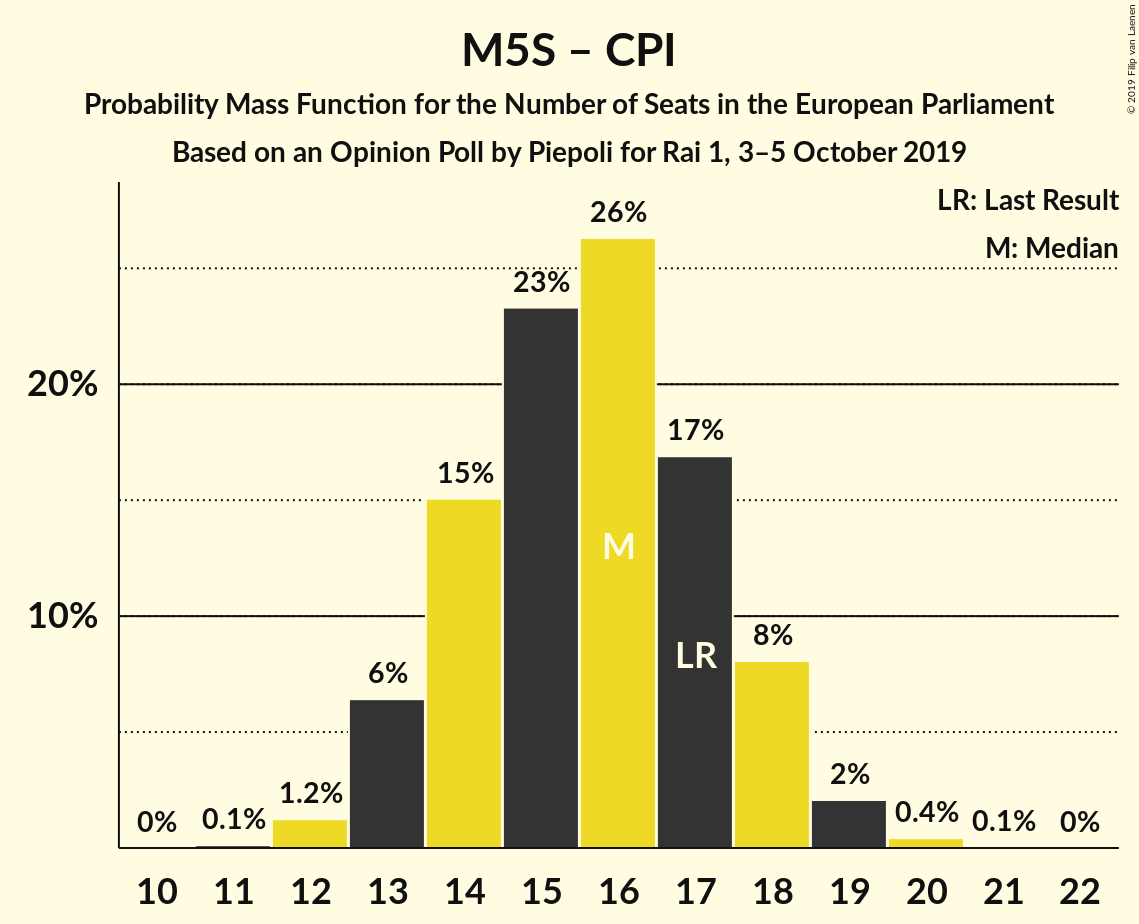 M5S – CPI
Probability Mass Function for the Number of Seats in the European Parliament
Based on an Opinion Poll by Piepoli for Rai 1, 3–5 October 2019
© 2019 Filip van Laenen
LR: Last Result
M: Median
20%
10%
0%
0.1%
1.2%
6%
15%
23%
26%
17%
8%
2%
0.4%
0.1%
0%
M
LR
10 11 12 13 14 15 16 17 18 19 20 21 22